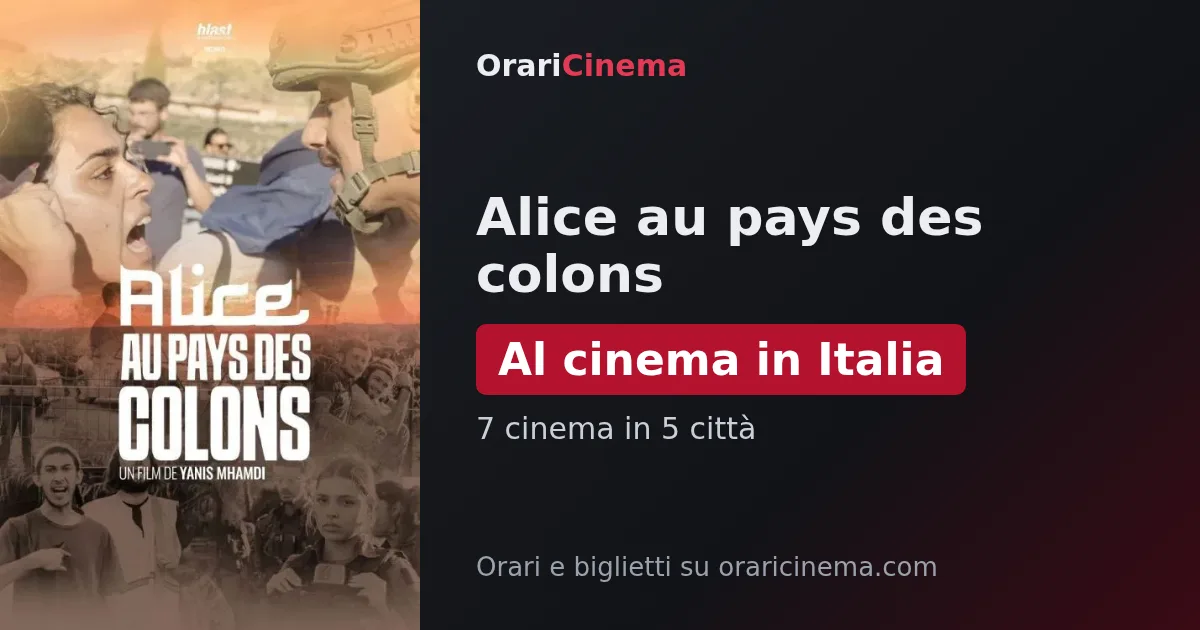 blast
Alice
AU PAYS DES
COLONS
UN FILM DE YANIS MHAMDI
OrariCinema
Alice au pays des
colons
Al cinema in Italia
7 cinema in 5 città
Orari e biglietti su oraricinema.com